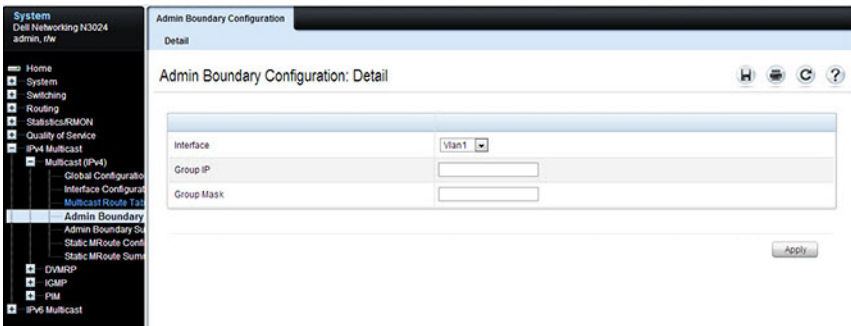 System
Dell Networking N3024
admin, r/w
Home
System
Switching
Routing
Statistics/RMON
Quality of Service
IPv4 Multicast
Multicast (IPv4)
Global Configuratio
Interface Configurat
Multicast Route Tab
Admin Boundary
Admin Boundary Su
Static MRoute Confi
Static MRoute Sum
DVMRP
IGMP
PIM
IPv6 Multicast
Admin Boundary Configuration
Detail
Admin Boundary Configuration: Detail
?
Interface
Vlan1
Group IP
Group Mask
Apply